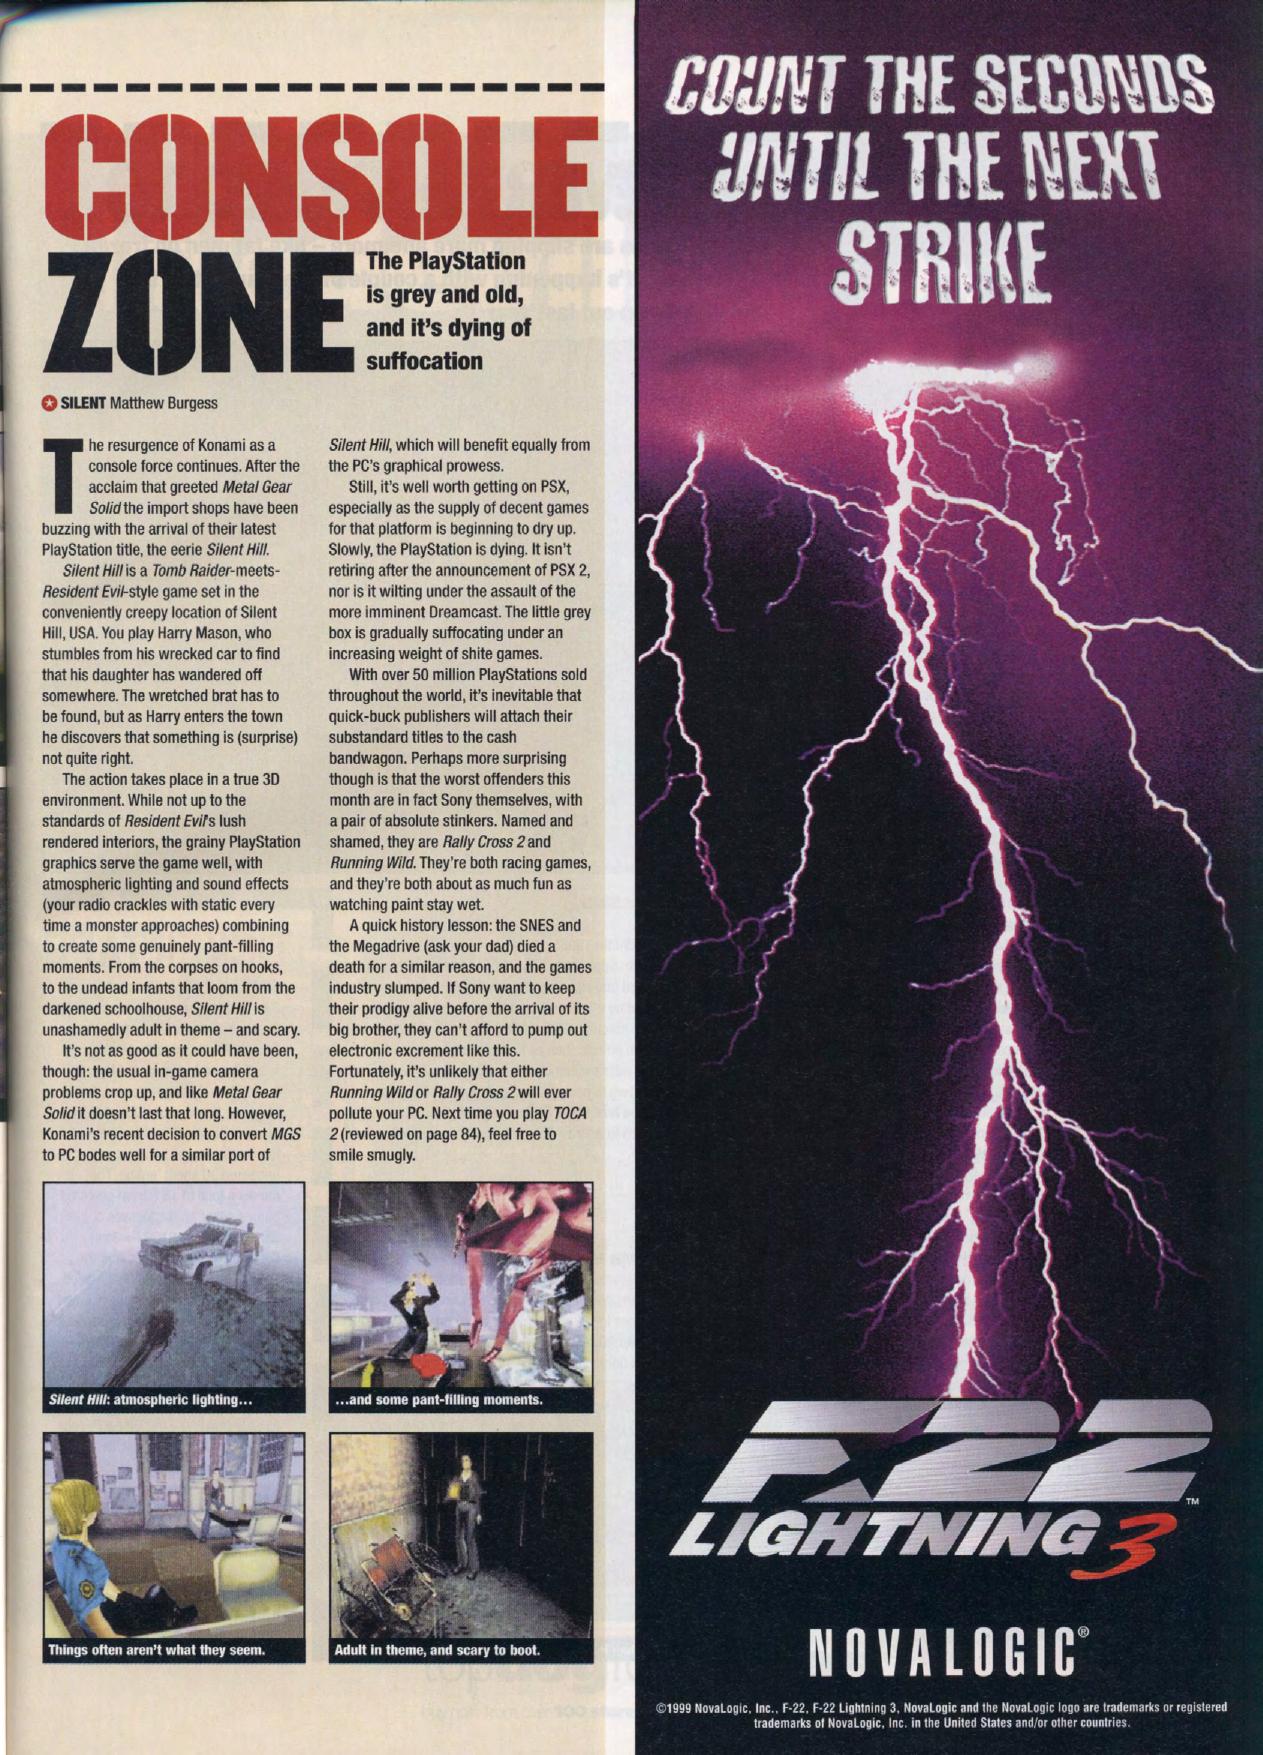 CONSOLE
ZONE
The PlayStation
is grey and old,
and it's dying of
suffocation
SILENT Matthew Burgess
The resurgence of Konami as a
console force continues. After the
acclaim that greeted Metal Gear
Solid the import shops have been
buzzing with the arrival of their latest
PlayStation title, the eerie Silent Hill.
Silent Hill is a Tomb Raider-meets-
Resident Evil-style game set in the
conveniently creepy location of Silent
Hill, USA. You play Harry Mason, who
stumbles from his wrecked car to find
that his daughter has wandered off
somewhere. The wretched brat has to
be found, but as Harry enters the town
he discovers that something is (surprise)
not quite right.
The action takes place in a true 3D
environment. While not up to the
standards of Resident Evil's lush
rendered interiors, the grainy PlayStation
graphics serve the game well, with
atmospheric lighting and sound effects
(your radio crackles with static every
time a monster approaches) combining
to create some genuinely pant-filling
moments. From the corpses on hooks,
to the undead infants that loom from the
darkened schoolhouse, Silent Hill is
unashamedly adult in theme – and scary.
It's not as good as it could have been,
though: the usual in-game camera
problems crop up, and like Metal Gear
Solid it doesn't last that long. However,
Konami's recent decision to convert MGS
to PC bodes well for a similar port of
Silent Hill, which will benefit equally from
the PC's graphical prowess.
Still, it's well worth getting on PSX,
especially as the supply of decent games
for that platform is beginning to dry up.
Slowly, the PlayStation is dying. It isn't
retiring after the announcement of PSX 2,
nor is it wilting under the assault of the
more imminent Dreamcast. The little grey
box is gradually suffocating under an
increasing weight of shite games.
With over 50 million PlayStations sold
throughout the world, it's inevitable that
quick-buck publishers will attach their
substandard titles to the cash
bandwagon. Perhaps more surprising
though is that the worst offenders this
month are in fact Sony themselves, with
a pair of absolute stinkers. Named and
shamed, they are Rally Cross 2 and
Running Wild. They're both racing games,
and they're both about as much fun as
watching paint stay wet.
A quick history lesson: the SNES and
the Megadrive (ask your dad) died a
death for a similar reason, and the games
industry slumped. If Sony want to keep
their prodigy alive before the arrival of its
big brother, they can't afford to pump out
electronic excrement like this.
Fortunately, it's unlikely that either
Running Wild or Rally Cross 2 will ever
pollute your PC. Next time you play TOCA
2 (reviewed on page 84), feel free to
smile smugly.
Silent Hill: atmospheric lighting...
...and some pant-filling moments.
Things often aren't what they seem.
Adult in theme, and scary to boot.
COUNT THE SECONDS
UNTIL THE NEXT
STRIKE
F-22
™
LIGHTNING 3
NOVALOGIC®
©1999 NovaLogic, Inc., F-22, F-22 Lightning 3, NovaLogic and the NovaLogic logo are trademarks or registered
trademarks of NovaLogic, Inc. in the United States and/or other countries.